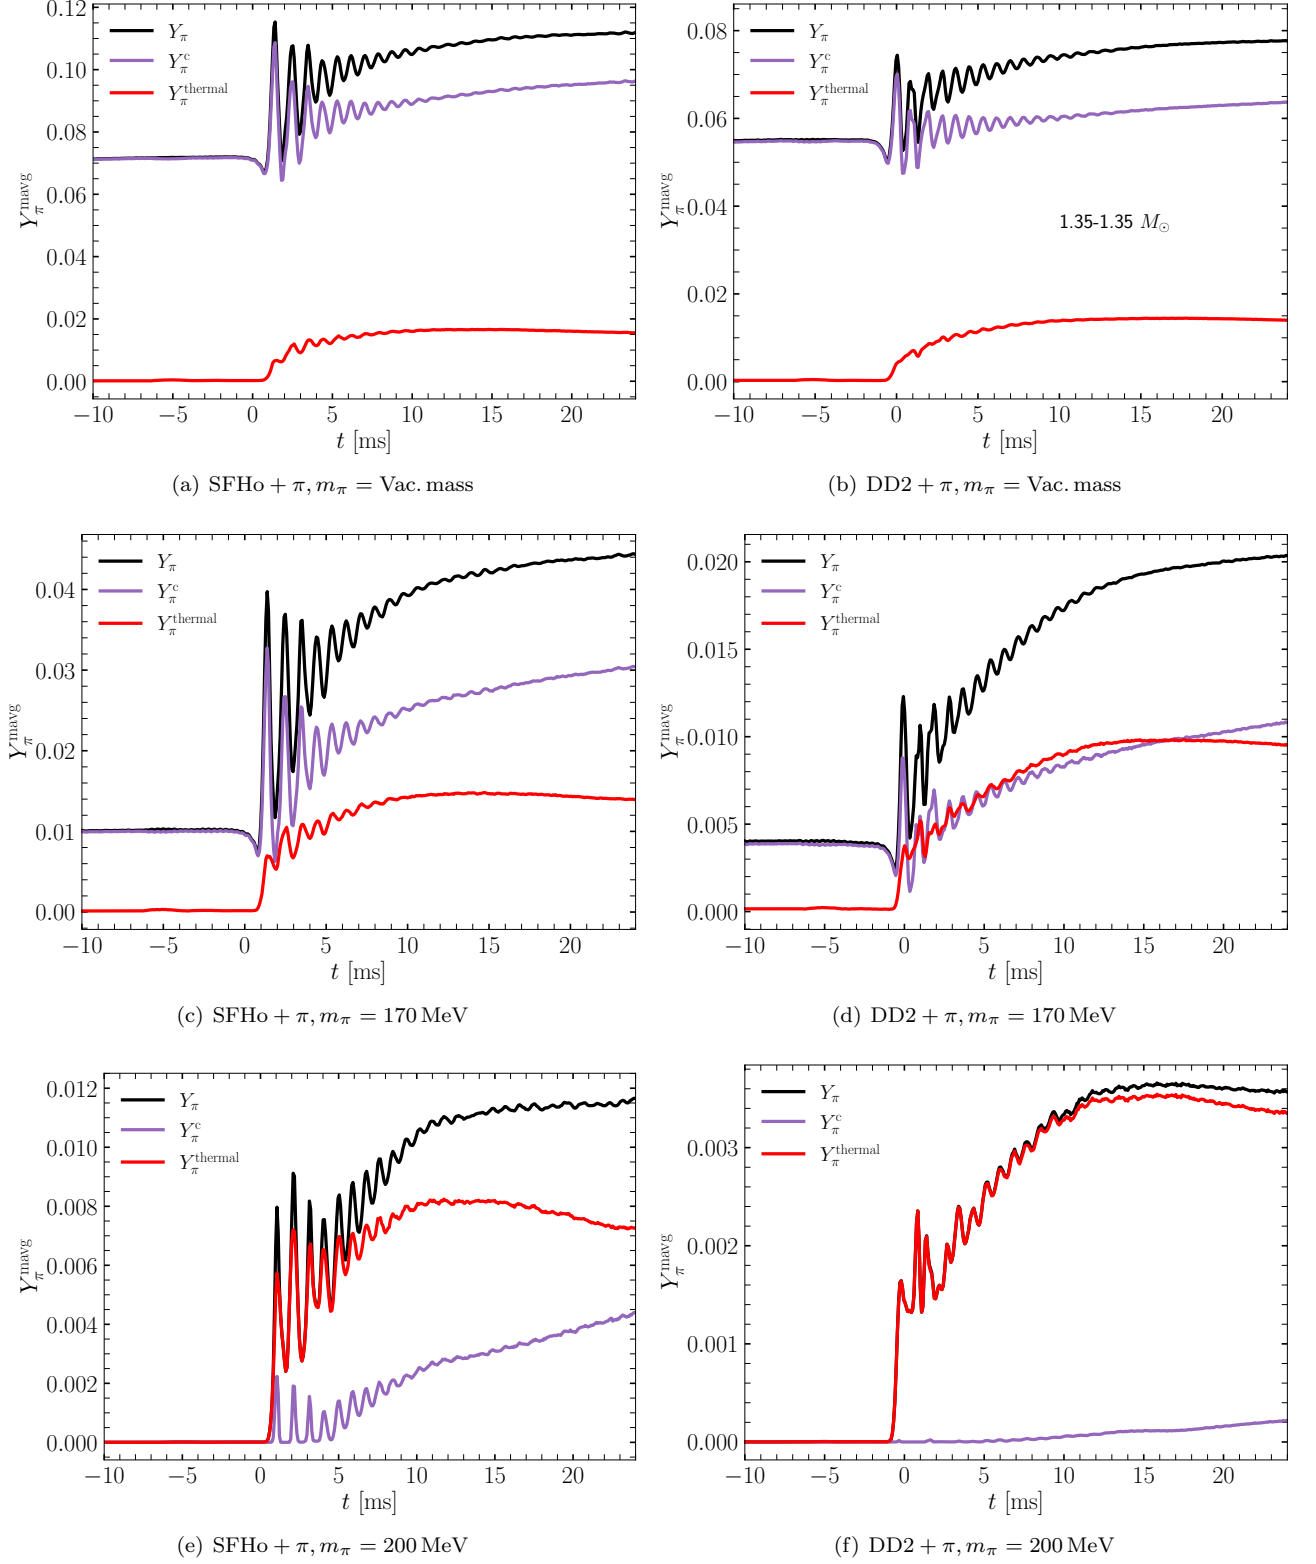 0.12
0.10
0.08
0.06
0.04
0.02
0.00
Y_π^mavg
Y_π
Y_π^c
Y_π^thermal
−10 −5 0 5 10 15 20
t [ms]
(a) SFHo + π, m_π = Vac. mass
0.08
0.06
0.04
0.02
0.00
Y_π^mavg
Y_π
Y_π^c
Y_π^thermal
1.35-1.35 M_⊙
−10 −5 0 5 10 15 20
t [ms]
(b) DD2 + π, m_π = Vac. mass
0.04
0.03
0.02
0.01
0.00
Y_π^mavg
Y_π
Y_π^c
Y_π^thermal
−10 −5 0 5 10 15 20
t [ms]
(c) SFHo + π, m_π = 170 MeV
0.020
0.015
0.010
0.005
0.000
Y_π^mavg
Y_π
Y_π^c
Y_π^thermal
−10 −5 0 5 10 15 20
t [ms]
(d) DD2 + π, m_π = 170 MeV
0.012
0.010
0.008
0.006
0.004
0.002
0.000
Y_π^mavg
Y_π
Y_π^c
Y_π^thermal
−10 −5 0 5 10 15 20
t [ms]
(e) SFHo + π, m_π = 200 MeV
0.003
0.002
0.001
0.000
Y_π^mavg
Y_π
Y_π^c
Y_π^thermal
−10 −5 0 5 10 15 20
t [ms]
(f) DD2 + π, m_π = 200 MeV